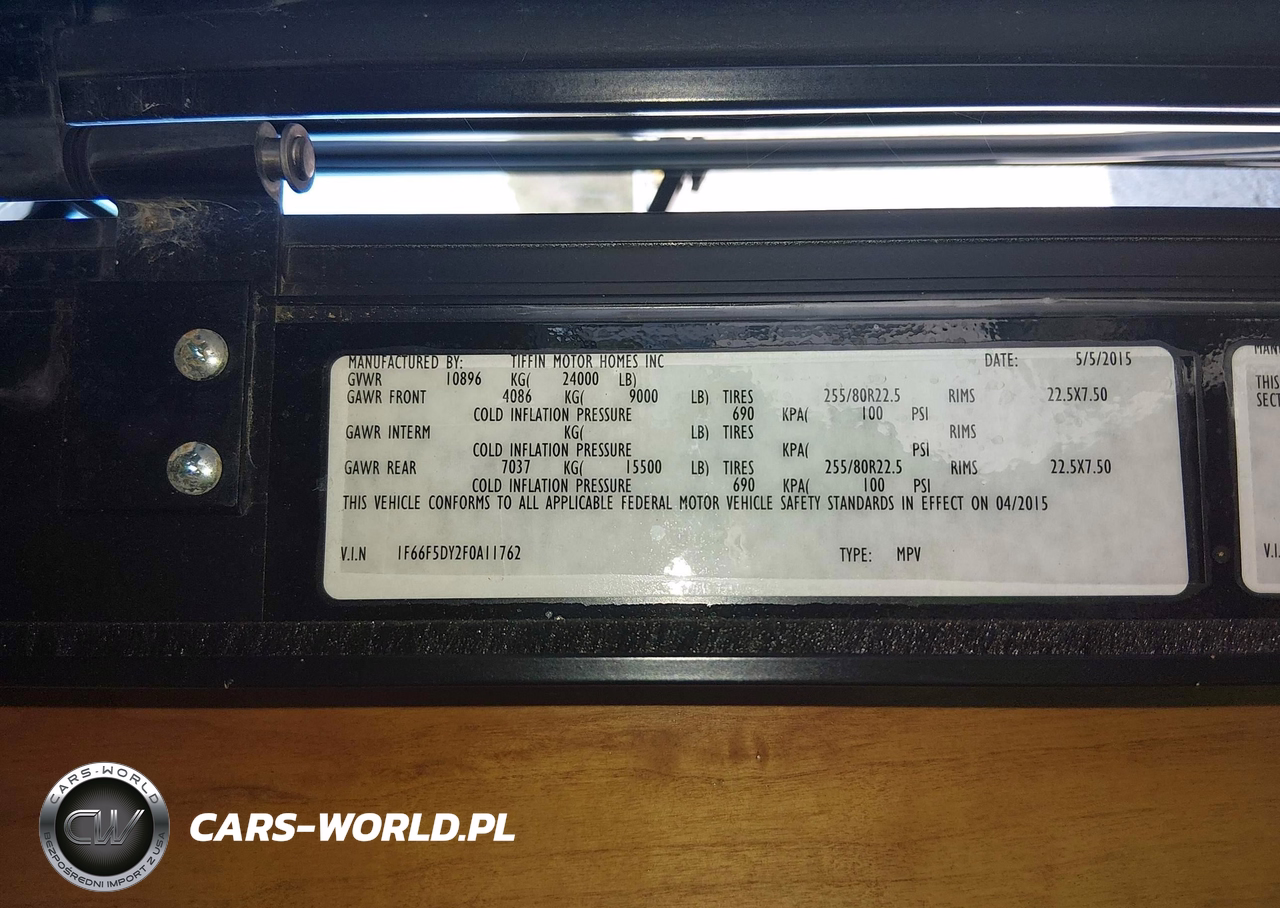 MANUFACTURED BY: TIFFIN MOTOR HOMES INC DATE: 5/5/2015
GVWR 10896 KG( 24000 LB)
GAWR FRONT 4086 KG( 9000 LB) TIRES 255/80R22.5 RIMS 22.5X7.50
COLD INFLATION PRESSURE 690 KPA( 100 PSI
GAWR INTERM KG( LB) TIRES RIMS
COLD INFLATION PRESSURE KPA( PSI
GAWR REAR 7037 KG( 15500 LB) TIRES 255/80R22.5 RIMS 22.5X7.50
COLD INFLATION PRESSURE 690 KPA( 100 PSI
THIS VEHICLE CONFORMS TO ALL APPLICABLE FEDERAL MOTOR VEHICLE SAFETY STANDARDS IN EFFECT ON 04/2015
V.I.N 1F66F5DY2F0A11762 TYPE: MPV
THIS
V.I.
CARS-WORLD
CW
BEZPOŚREDNI IMPORT Z USA
CARS-WORLD.PL